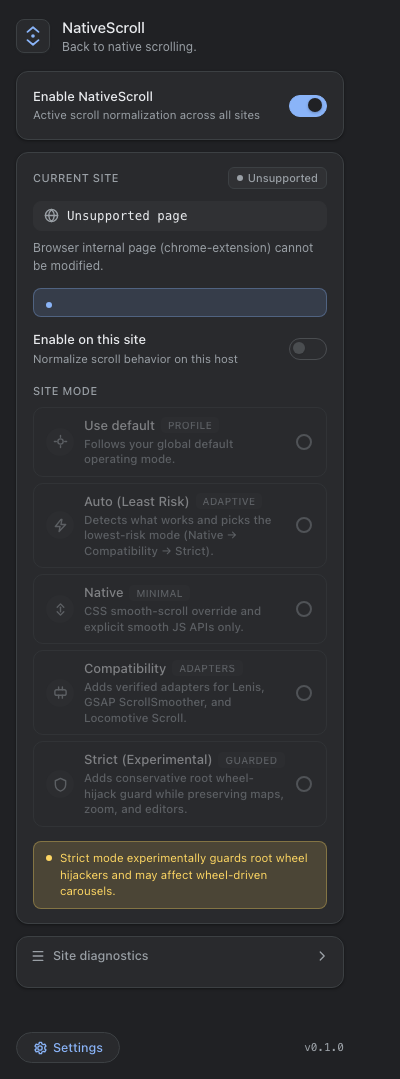 NativeScroll
Back to native scrolling.
Enable NativeScroll
Active scroll normalization across all sites
CURRENT SITE
Unsupported
Unsupported page
Browser internal page (chrome-extension) cannot
be modified.
Enable on this site
Normalize scroll behavior on this host
SITE MODE
Use default PROFILE
Follows your global default
operating mode.
Auto (Least Risk) ADAPTIVE
Detects what works and picks the
lowest-risk mode (Native →
Compatibility → Strict).
Native MINIMAL
CSS smooth-scroll override and
explicit smooth JS APIs only.
Compatibility ADAPTERS
Adds verified adapters for Lenis,
GSAP ScrollSmoother, and
Locomotive Scroll.
Strict (Experimental) GUARDED
Adds conservative root wheel-
hijack guard while preserving maps,
zoom, and editors.
Strict mode experimentally guards root wheel
hijackers and may affect wheel-driven
carousels.
Site diagnostics
Settings
v0.1.0